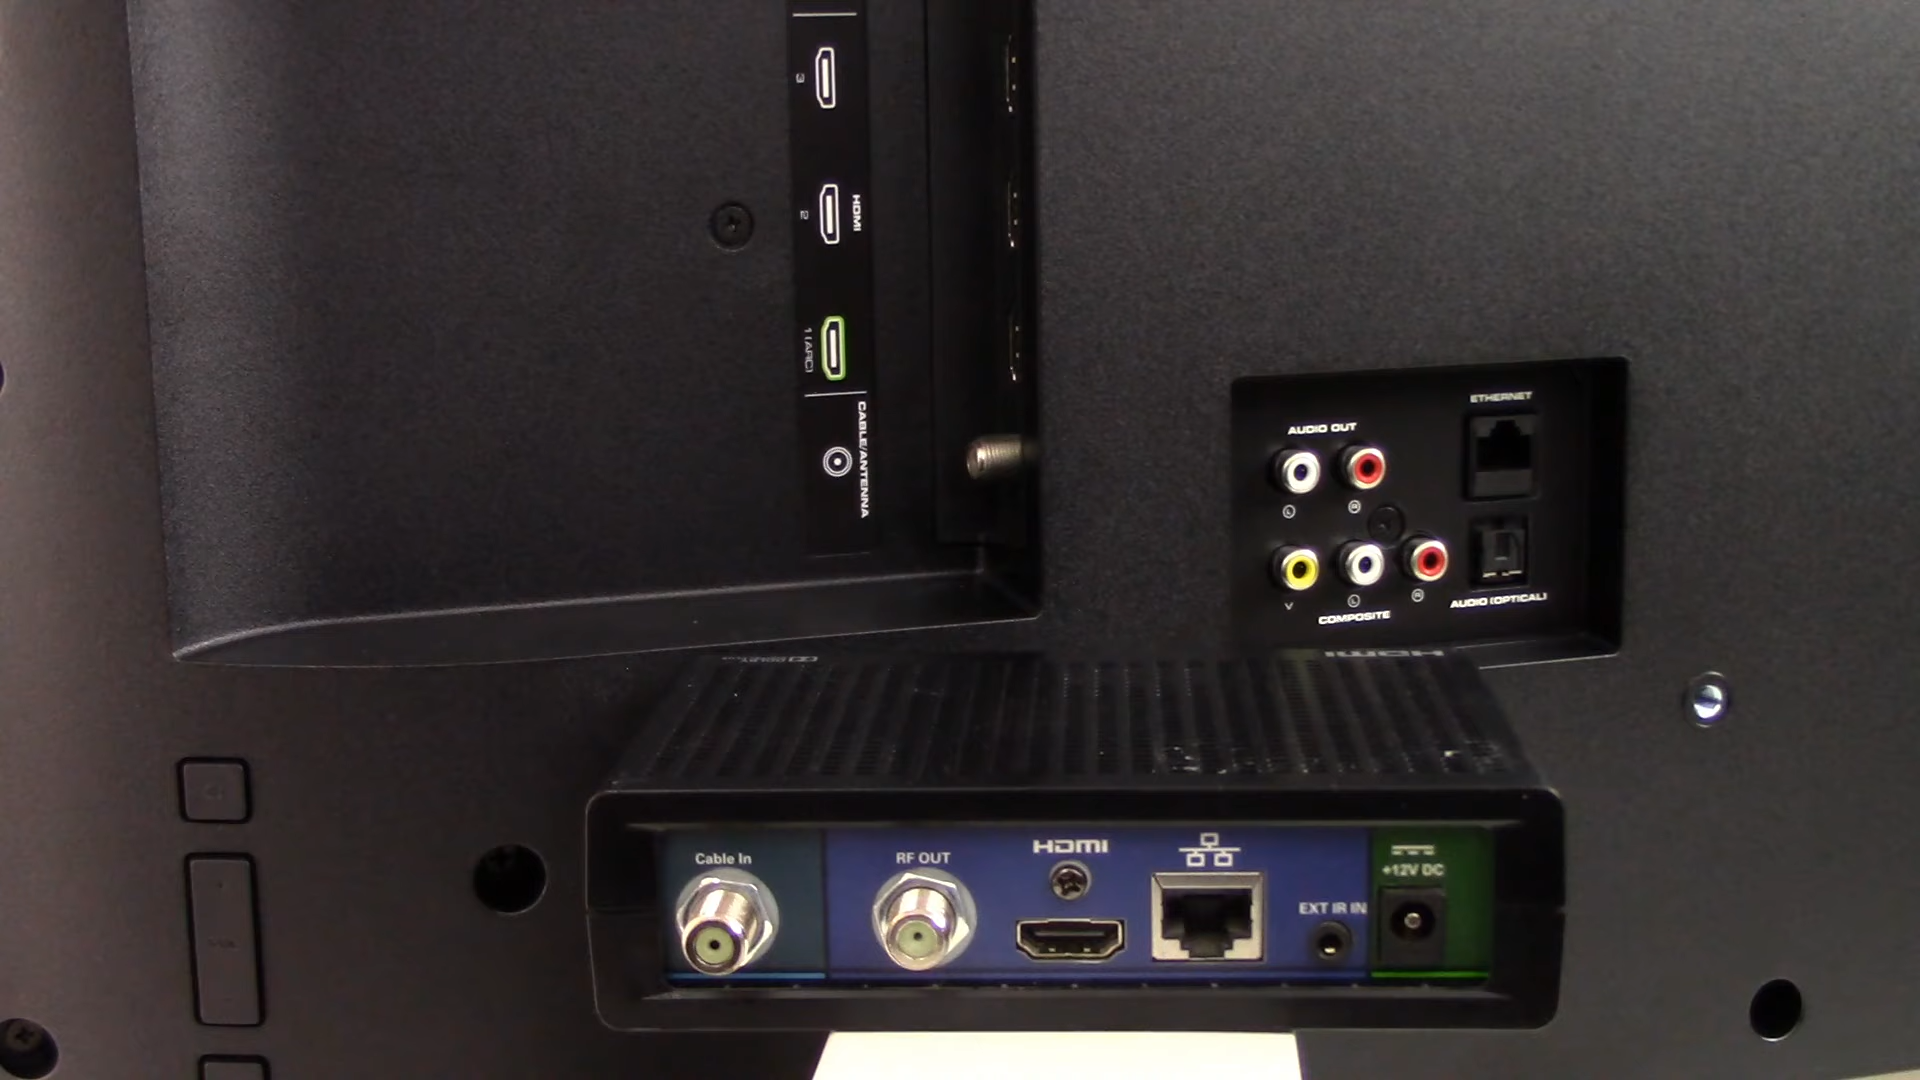 3
HDMI
2
1 (ARC)
CABLE/ANTENNA
ETHERNET
AUDIO OUT
L
R
V
L
R
COMPOSITE
AUDIO (OPTICAL)
HDMI
Cable In
RF OUT
HDMI
+12V DC
EXT IR IN